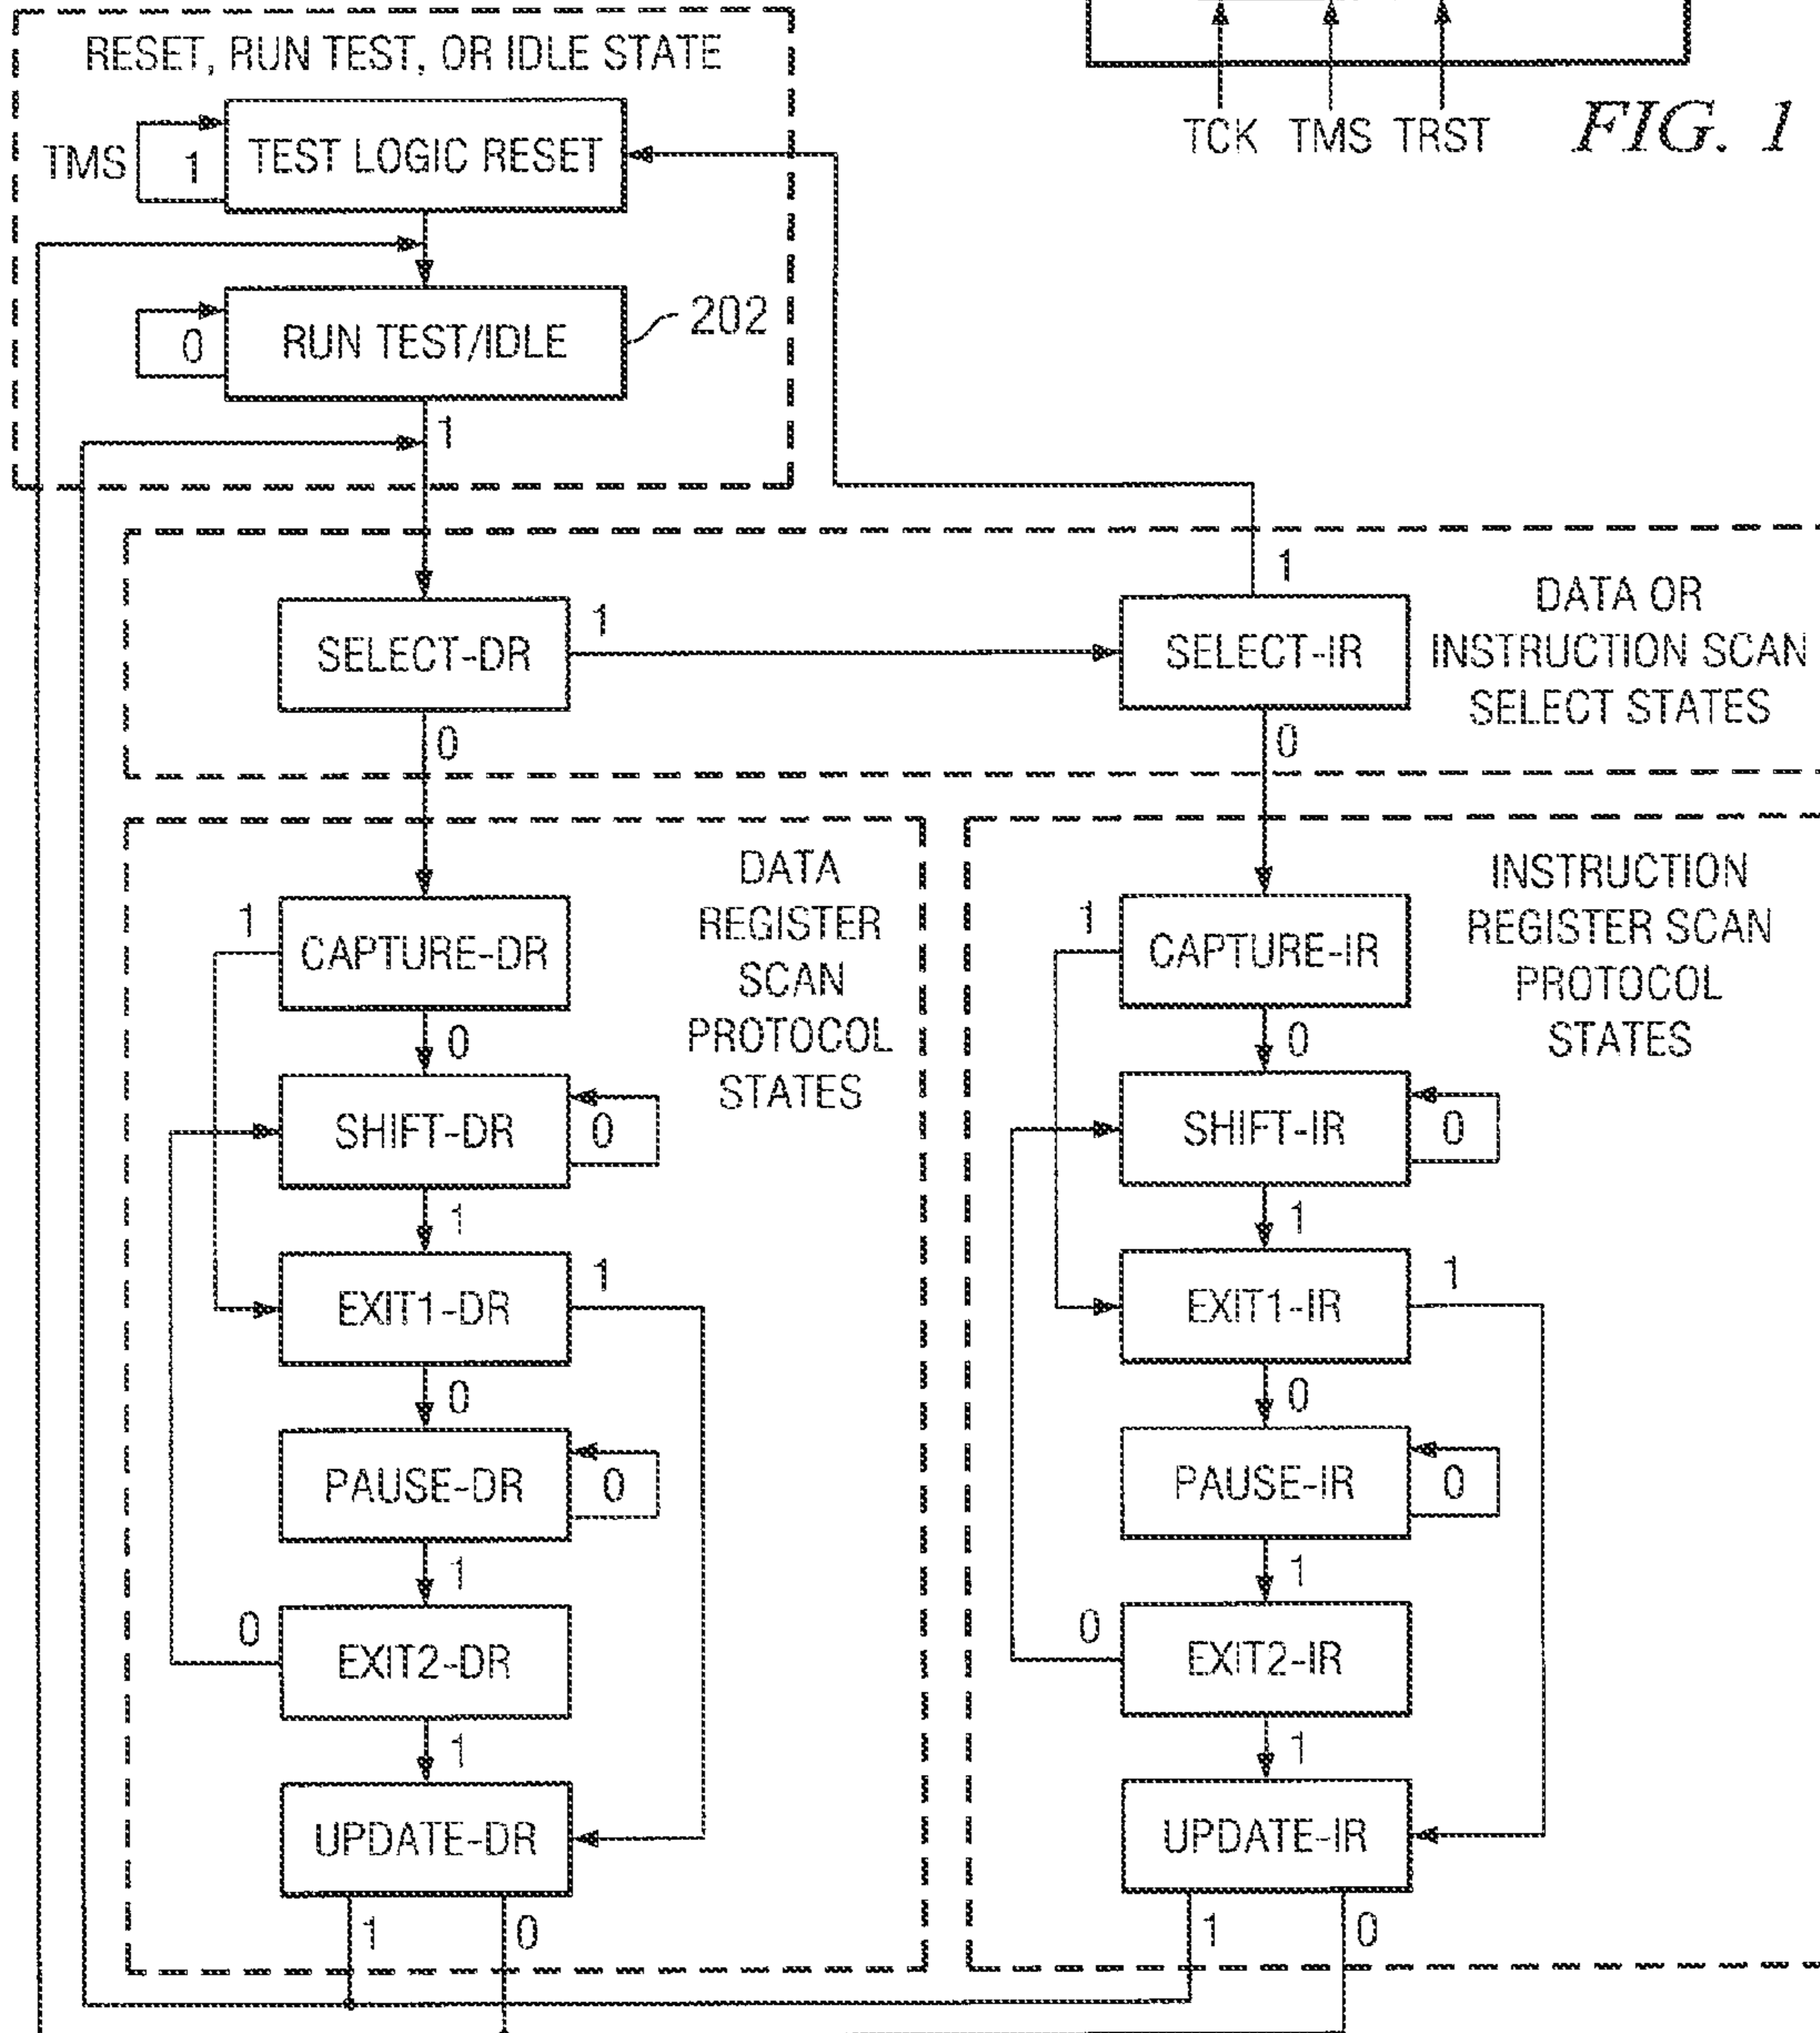 RESET, RUN TEST, OR IDLE STATE
TMS
1
TEST LOGIC RESET
TCK TMS TRST
FIG. 1
0
RUN TEST/IDLE
202
1
1
SELECT-DR
1
SELECT-IR
DATA OR
INSTRUCTION SCAN
SELECT STATES
0
0
DATA
REGISTER
SCAN
PROTOCOL
STATES
1
CAPTURE-DR
0
SHIFT-DR
0
1
EXIT1-DR
1
0
PAUSE-DR
0
1
0
EXIT2-DR
1
UPDATE-DR
1
0
INSTRUCTION
REGISTER SCAN
PROTOCOL
STATES
1
CAPTURE-IR
0
SHIFT-IR
0
1
EXIT1-IR
1
0
PAUSE-IR
0
1
0
EXIT2-IR
1
UPDATE-IR
1
0